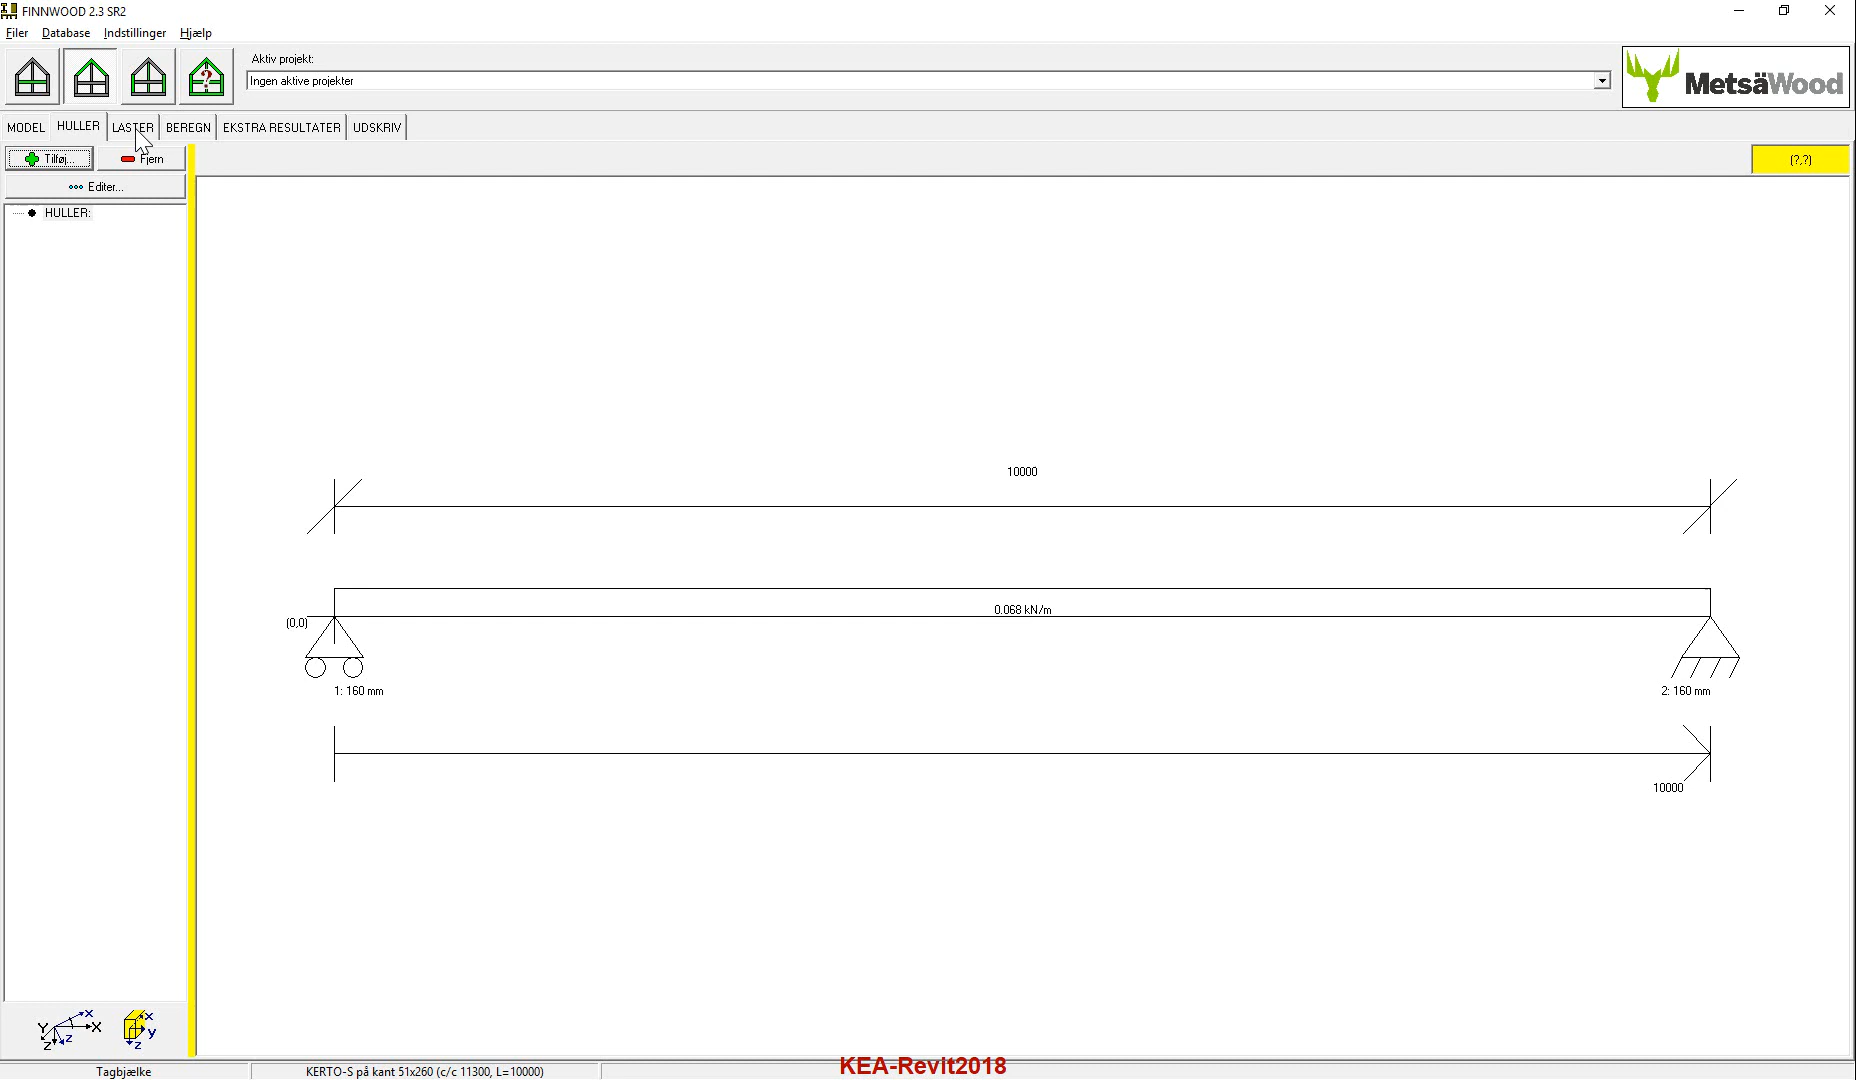 FINNWOOD 2.3 SR2
Filer Database Indstillinger Hjælp
Aktiv projekt:
Ingen aktive projekter
MetsäWood
MODEL HULLER LASTER BEREGN EKSTRA RESULTATER UDSKRIV
Tilføj... Fjern
(?,?)
Editer...
HULLER:
10000
0.068 kN/m
(0,0)
1: 160 mm
2: 160 mm
10000
Y X X Z Z
X Y Z
Tagbjælke
KERTO-S på kant 51x260 (c/c 11300, L=10000)
KEA-Revit2018